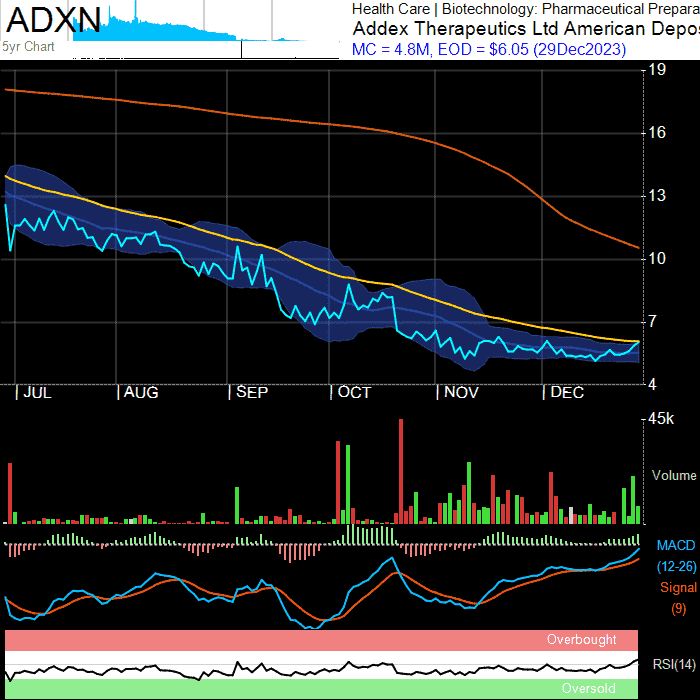 ADXN
5yr Chart
Health Care | Biotechnology: Pharmaceutical Prepara
Addex Therapeutics Ltd American Depos
MC = 4.8M, EOD = $6.05 (29Dec2023)
19
16
13
10
7
4
| JUL | AUG | SEP | OCT | NOV | DEC
45k
Volume
MACD
(12-26)
Signal
(9)
Overbought
RSI(14)
Oversold